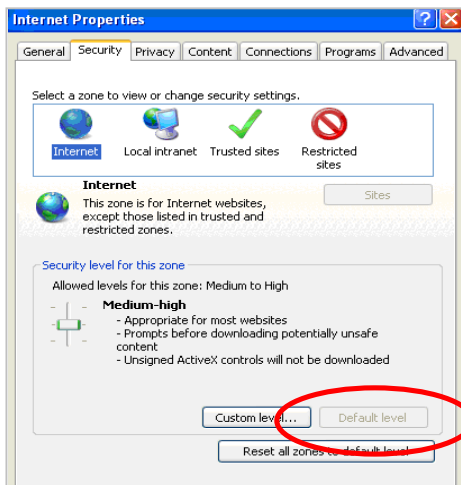 Internet Properties
General Security Privacy Content Connections Programs Advanced
Select a zone to view or change security settings.
Internet Local intranet Trusted sites Restricted
sites
Internet
Sites
This zone is for Internet websites,
except those listed in trusted and
restricted zones.
Security level for this zone
Allowed levels for this zone: Medium to High
Medium-high
- Appropriate for most websites
- Prompts before downloading potentially unsafe
content
- Unsigned ActiveX controls will not be downloaded
Custom level... Default level
Reset all zones to default level